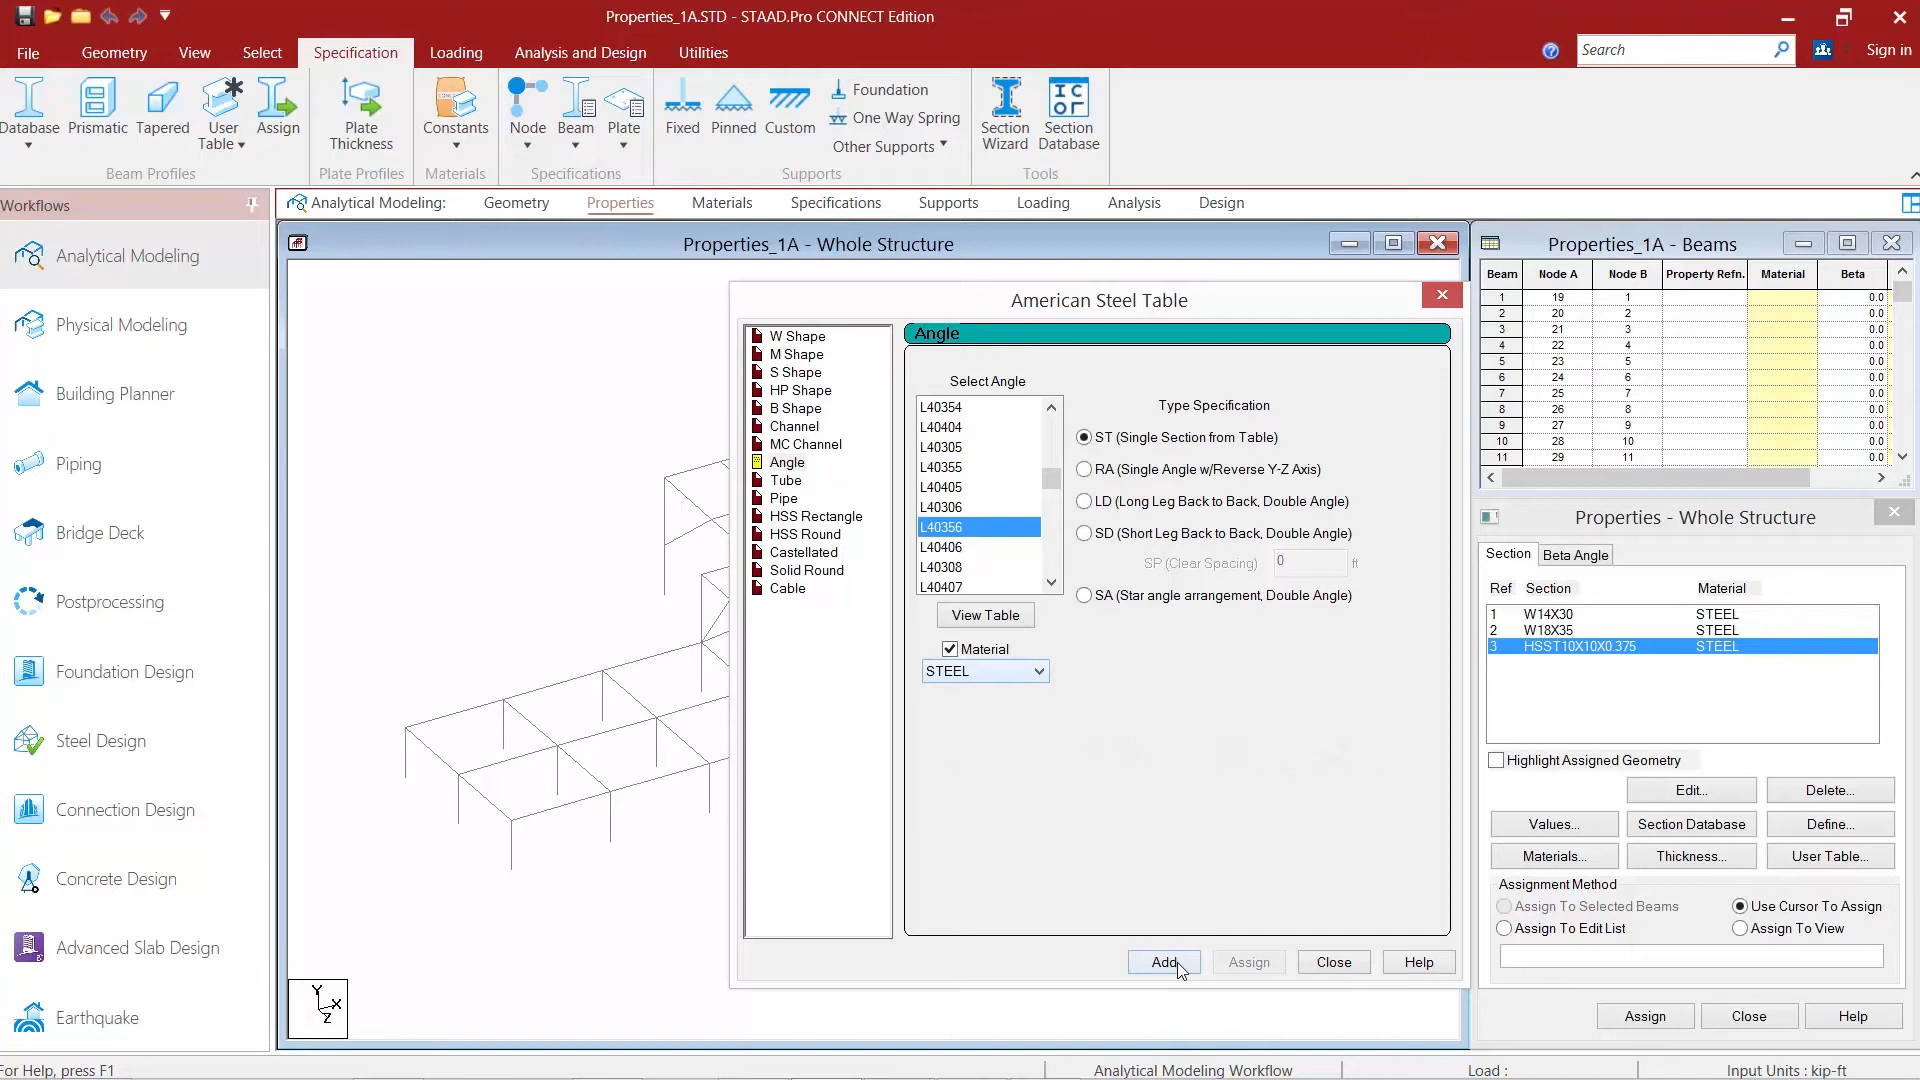 Properties_1A.STD - STAAD.Pro CONNECT Edition
File Geometry View Select Specification Loading Analysis and Design Utilities
Search
Sign in
Database Prismatic Tapered User Table Assign
Beam Profiles
Plate Thickness
Plate Profiles
Constants
Materials
Node Beam Plate
Specifications
Fixed Pinned Custom
Foundation
One Way Spring
Other Supports
Supports
Section Wizard
Section Database
Tools
Workflows
Analytical Modeling
Physical Modeling
Building Planner
Piping
Bridge Deck
Postprocessing
Foundation Design
Steel Design
Connection Design
Concrete Design
Advanced Slab Design
Earthquake
Analytical Modeling: Geometry Properties Materials Specifications Supports Loading Analysis Design
Properties_1A - Whole Structure
Y
X
Z
American Steel Table
W Shape
M Shape
S Shape
HP Shape
B Shape
Channel
MC Channel
Angle
Tube
Pipe
HSS Rectangle
HSS Round
Castellated
Solid Round
Cable
Angle
Select Angle
L40354
L40404
L40305
L40355
L40405
L40306
L40356
L40406
L40308
L40407
View Table
Material
STEEL
Type Specification
ST (Single Section from Table)
RA (Single Angle w/Reverse Y-Z Axis)
LD (Long Leg Back to Back, Double Angle)
SD (Short Leg Back to Back, Double Angle)
SP (Clear Spacing) 0 ft
SA (Star angle arrangement, Double Angle)
Add Assign Close Help
Properties_1A - Beams
Beam Node A Node B Property Refn. Material Beta
1 19 1 0.0
2 20 2 0.0
3 21 3 0.0
4 22 4 0.0
5 23 5 0.0
6 24 6 0.0
7 25 7 0.0
8 26 8 0.0
9 27 9 0.0
10 28 10 0.0
11 29 11 0.0
Properties - Whole Structure
Section Beta Angle
Ref Section Material
1 W14X30 STEEL
2 W18X35 STEEL
3 HSST10X10X0.375 STEEL
Highlight Assigned Geometry
Edit... Delete...
Values... Section Database Define...
Materials... Thickness... User Table...
Assignment Method
Assign To Selected Beams Use Cursor To Assign
Assign To Edit List Assign To View
Assign Close Help
For Help, press F1
Analytical Modeling Workflow
Load :
Input Units : kip-ft